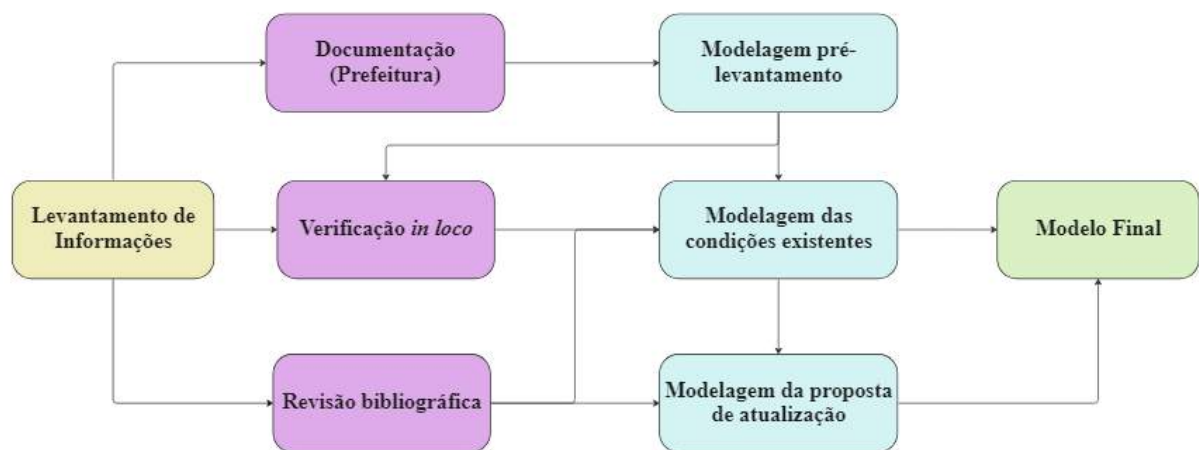 Documentação
(Prefeitura)
Modelagem pré-
levantamento
Levantamento de
Informações
Verificação in loco
Modelagem das
condições existentes
Modelo Final
Revisão bibliográfica
Modelagem da proposta
de atualização